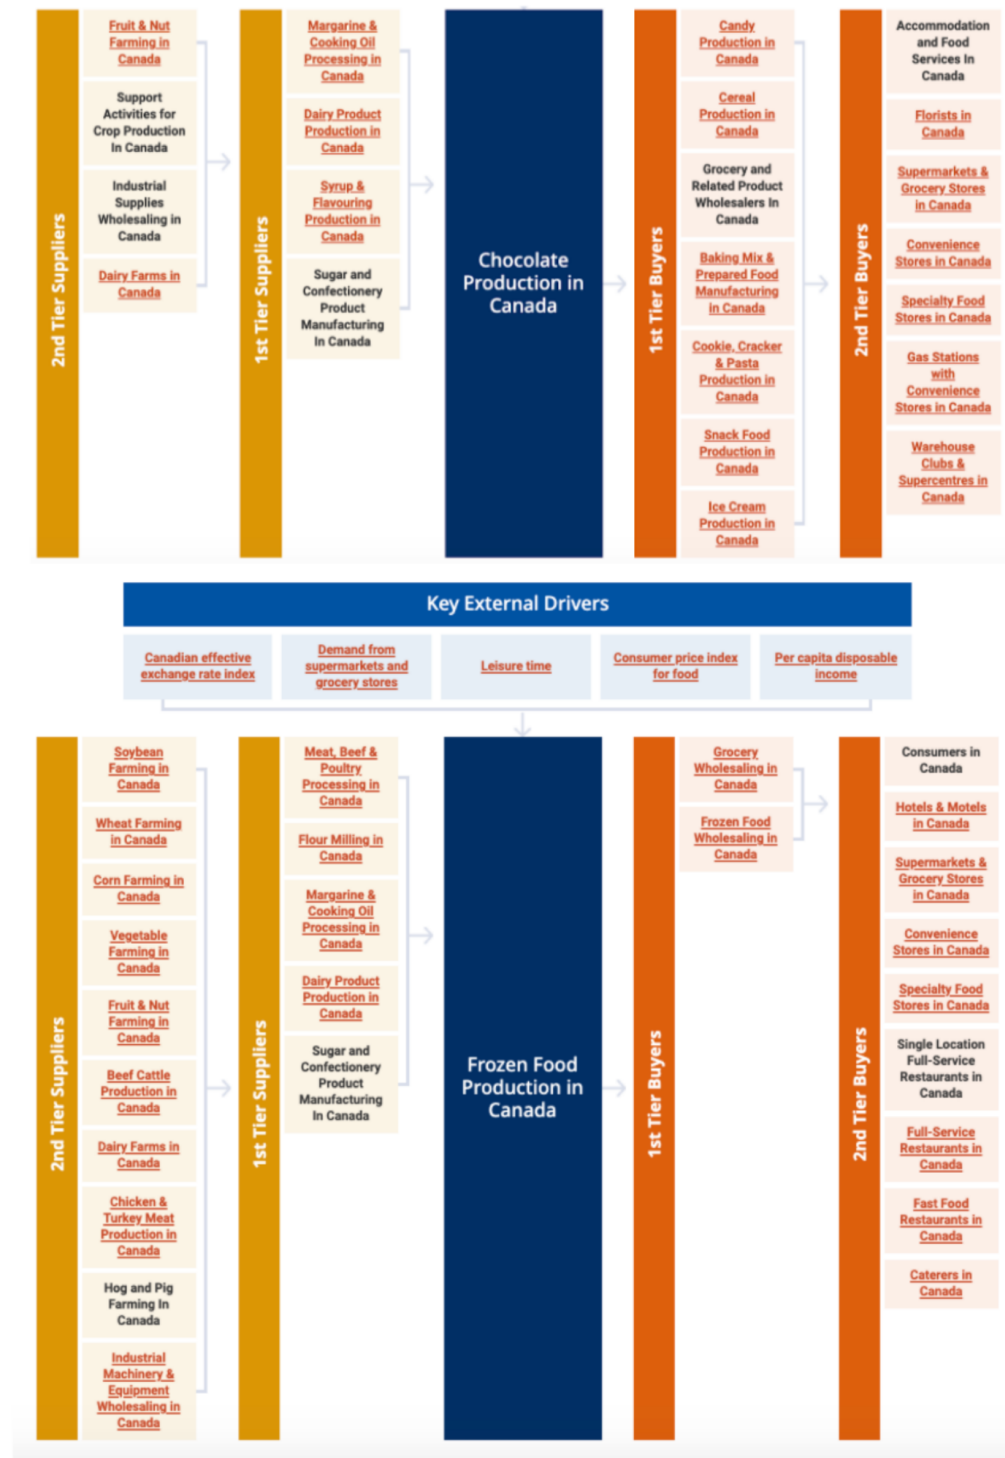 2nd Tier Suppliers
Fruit & Nut
Farming in
Canada
Support
Activities for
Crop Production
In Canada
Industrial
Supplies
Wholesaling in
Canada
Dairy Farms in
Canada
1st Tier Suppliers
Margarine &
Cooking Oil
Processing in
Canada
Dairy Product
Production in
Canada
Syrup &
Flavouring
Production in
Canada
Sugar and
Confectionery
Product
Manufacturing
In Canada
Chocolate
Production in
Canada
1st Tier Buyers
Candy
Production in
Canada
Cereal
Production in
Canada
Grocery and
Related Product
Wholesalers In
Canada
Baking Mix &
Prepared Food
Manufacturing
in Canada
Cookie, Cracker
& Pasta
Production in
Canada
Snack Food
Production in
Canada
Ice Cream
Production in
Canada
2nd Tier Buyers
Accommodation
and Food
Services In
Canada
Florists in
Canada
Supermarkets &
Grocery Stores
in Canada
Convenience
Stores in Canada
Specialty Food
Stores in Canada
Gas Stations
with
Convenience
Stores in Canada
Warehouse
Clubs &
Supercentres in
Canada
Key External Drivers
Canadian effective
exchange rate index
Demand from
supermarkets and
grocery stores
Leisure time
Consumer price index
for food
Per capita disposable
income
2nd Tier Suppliers
Soybean
Farming in
Canada
Wheat Farming
in Canada
Corn Farming in
Canada
Vegetable
Farming in
Canada
Fruit & Nut
Farming in
Canada
Beef Cattle
Production in
Canada
Dairy Farms in
Canada
Chicken &
Turkey Meat
Production in
Canada
Hog and Pig
Farming In
Canada
Industrial
Machinery &
Equipment
Wholesaling in
Canada
1st Tier Suppliers
Meat, Beef &
Poultry
Processing in
Canada
Flour Milling in
Canada
Margarine &
Cooking Oil
Processing in
Canada
Dairy Product
Production in
Canada
Sugar and
Confectionery
Product
Manufacturing
In Canada
Frozen Food
Production in
Canada
1st Tier Buyers
Grocery
Wholesaling in
Canada
Frozen Food
Wholesaling in
Canada
2nd Tier Buyers
Consumers in
Canada
Hotels & Motels
in Canada
Supermarkets &
Grocery Stores
in Canada
Convenience
Stores in Canada
Specialty Food
Stores in Canada
Single Location
Full-Service
Restaurants in
Canada
Full-Service
Restaurants in
Canada
Fast Food
Restaurants in
Canada
Caterers in
Canada